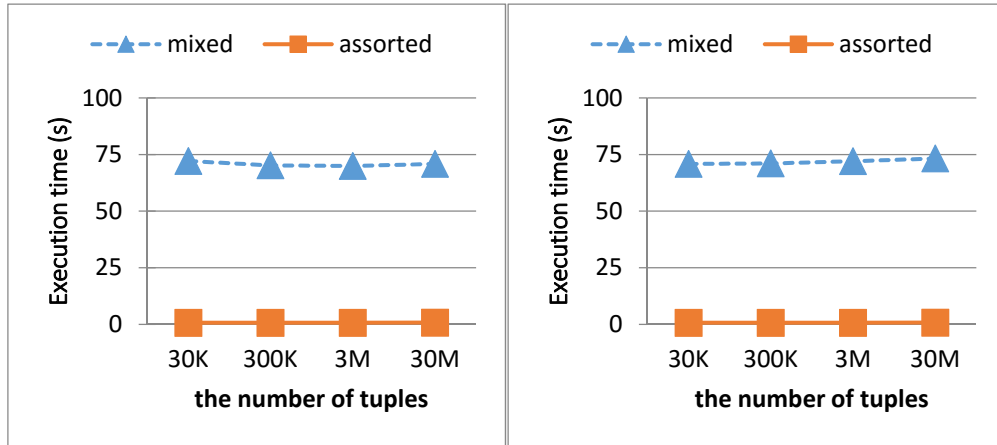 mixed assorted
100
75
50
25
0
Execution time (s)
30K 300K 3M 30M
the number of tuples
mixed assorted
100
75
50
25
0
Execution time (s)
30K 300K 3M 30M
the number of tuples